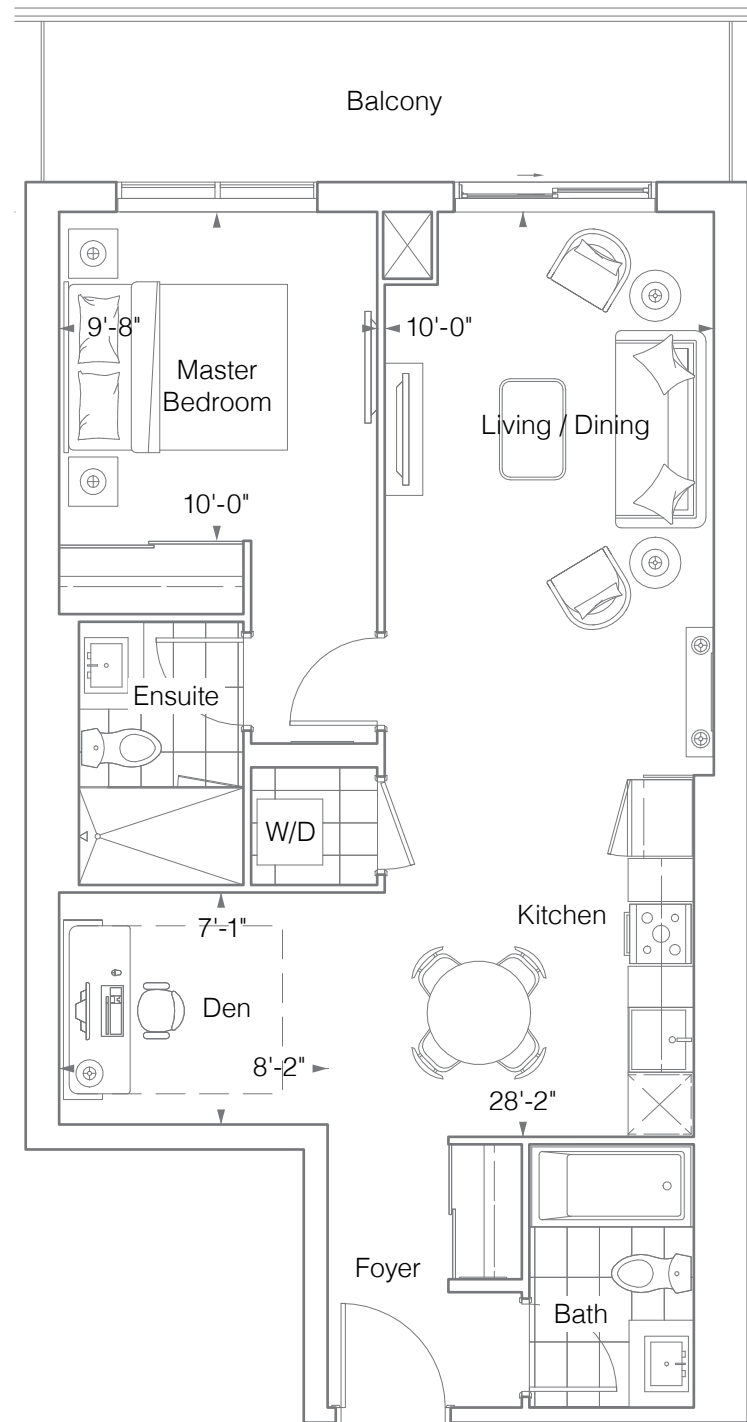 Balcony
9'-8"
10'-0"
Master
Bedroom
Living / Dining
10'-0"
Ensuite
W/D
Kitchen
7'-1"
Den
8'-2"
28'-2"
Foyer
Bath